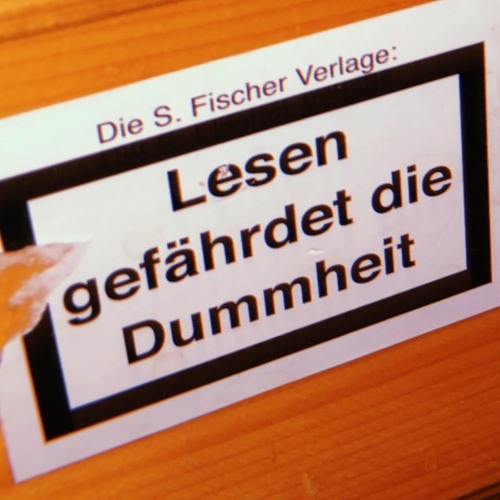 Die S. Fischer Verlage:
Lesen
gefährdet die
Dummheit